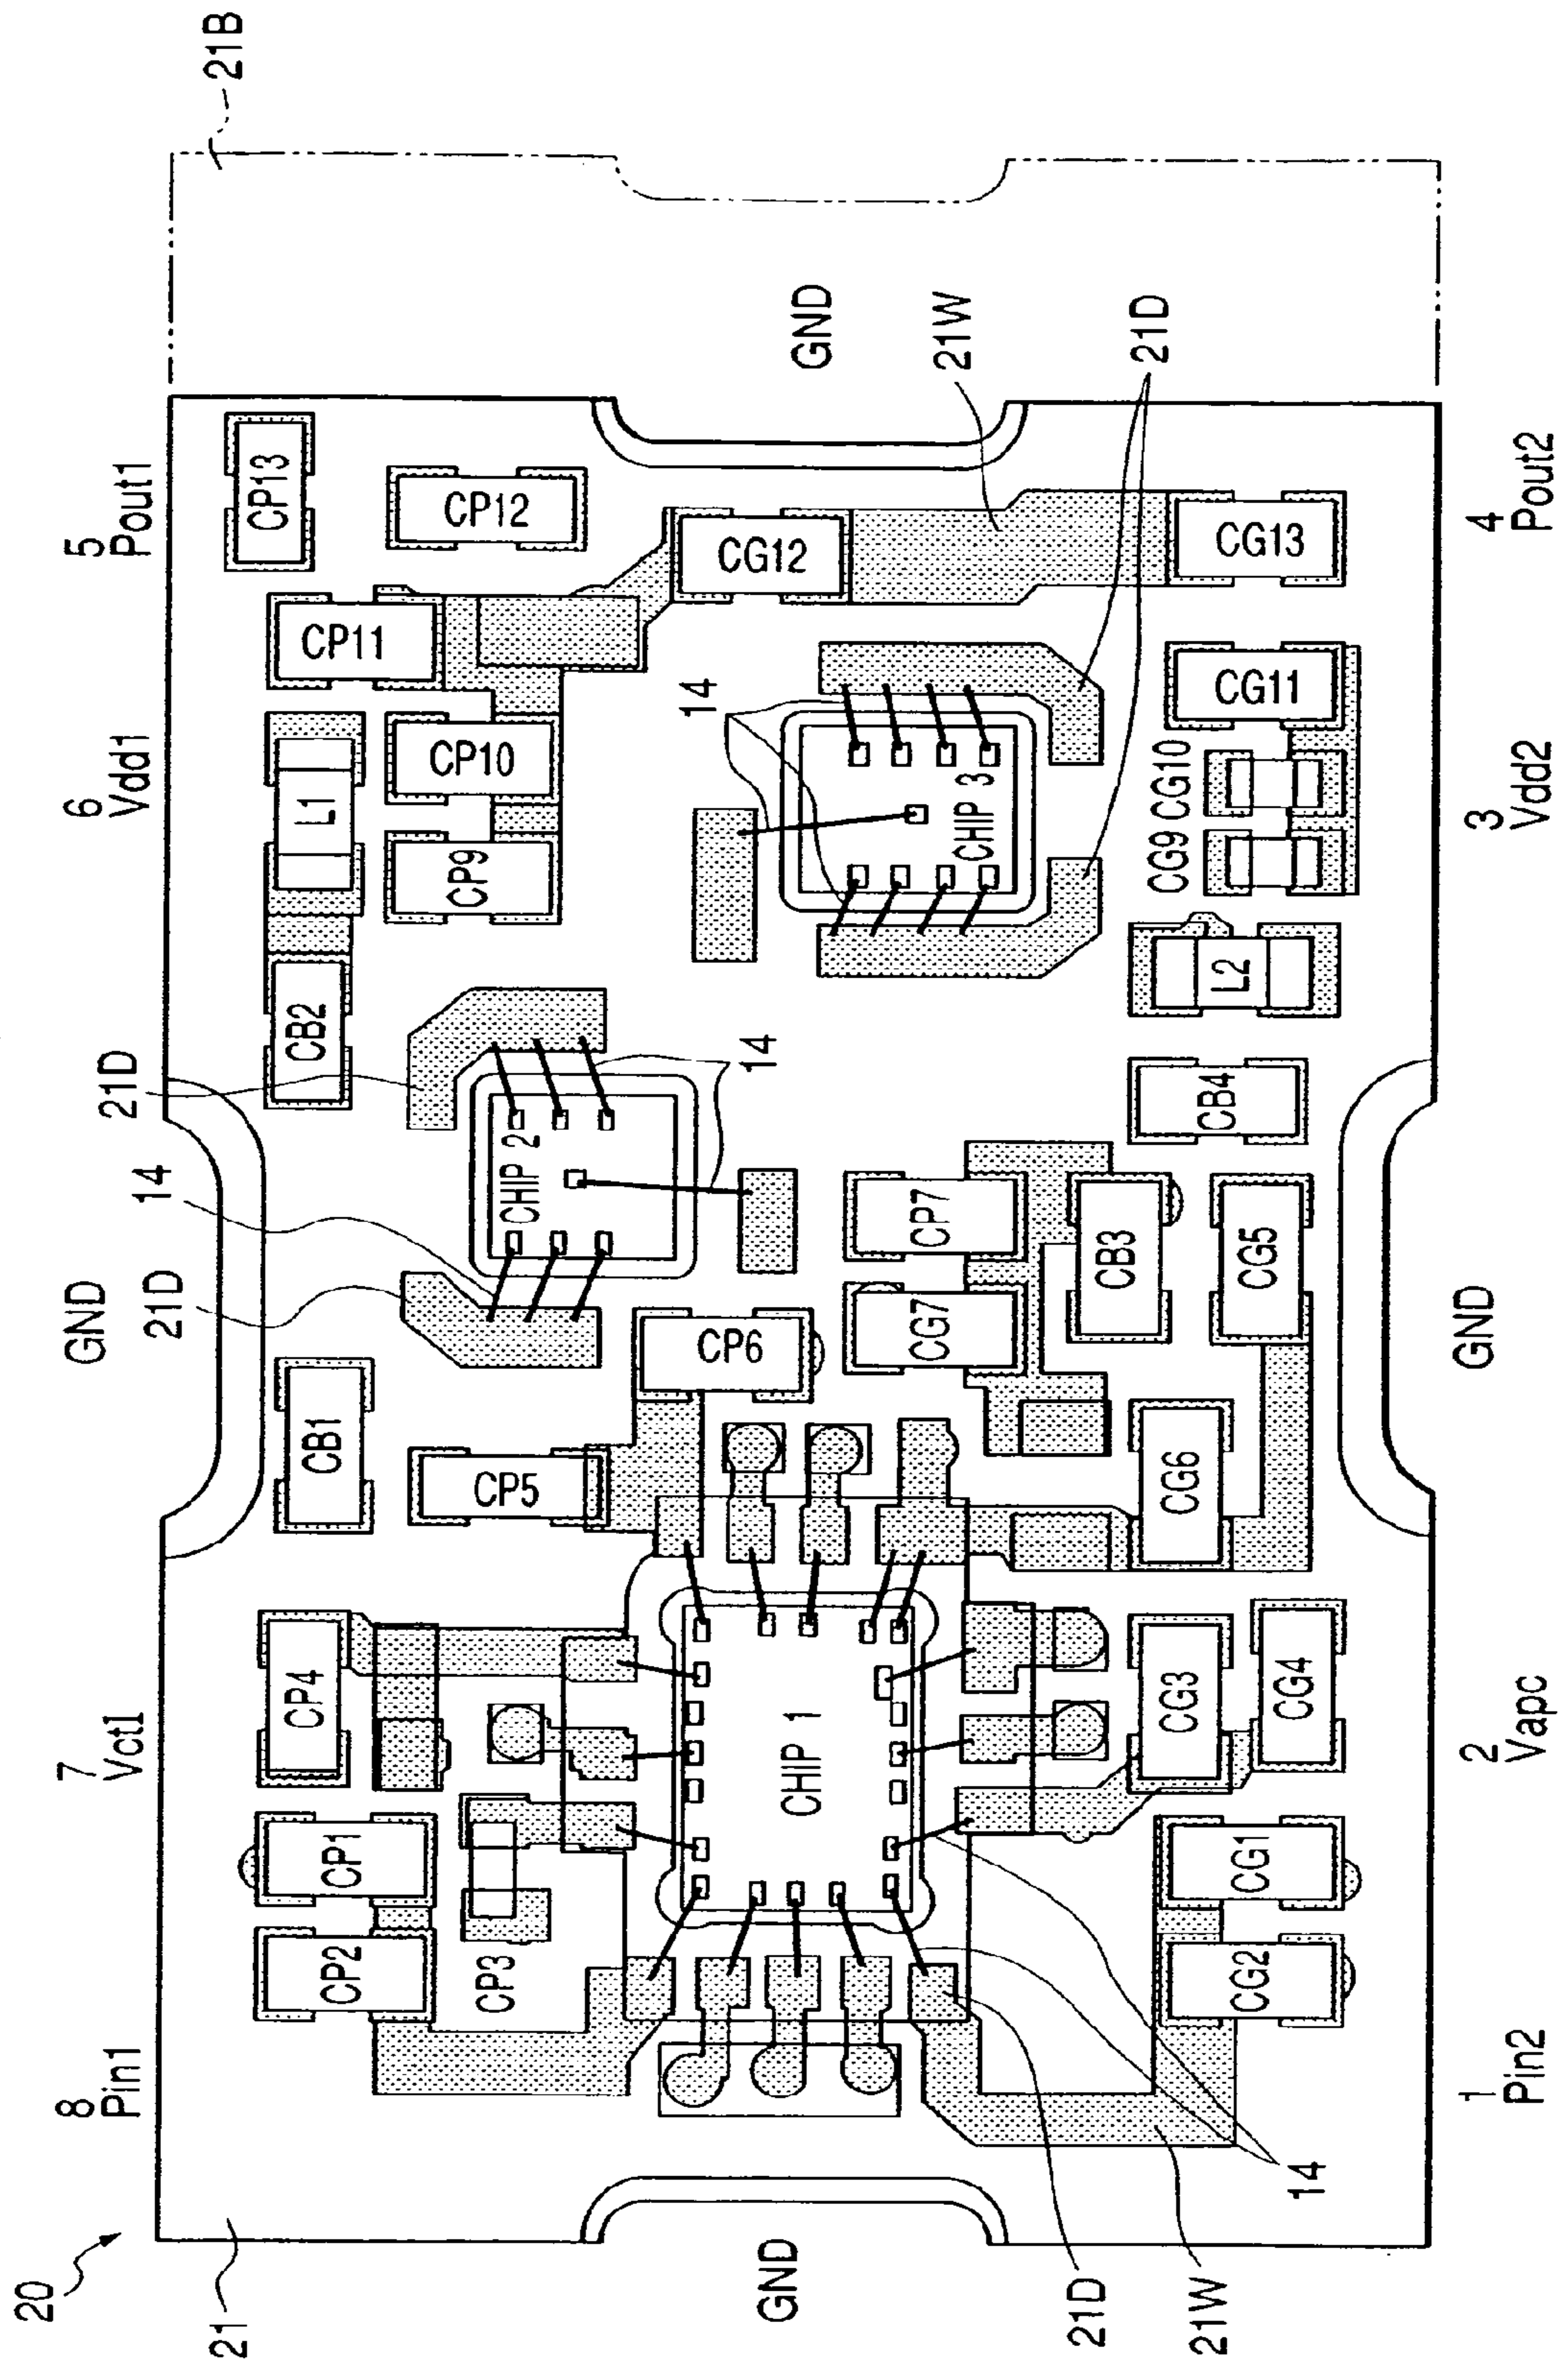 20
21
21B
8
Pin1
7
Vct1
GND
6
Vdd1
5
Pout1
CP2
CP1
CP4
CB1
CB2
L1
CP11
CP13
CP3
CP5
21D
14
21D
CP9
CP10
CP12
CHIP 2
14
CP6
14
CG12
GND
CHIP 1
CHIP 3
GND
21W
CG7
CP7
21D
CB3
CB4
L2
CG9
CG10
CG11
CG13
CG2
CG1
CG3
CG4
CG6
CG5
21D
21W
14
1
Pin2
2
Vapc
GND
3
Vdd2
4
Pout2